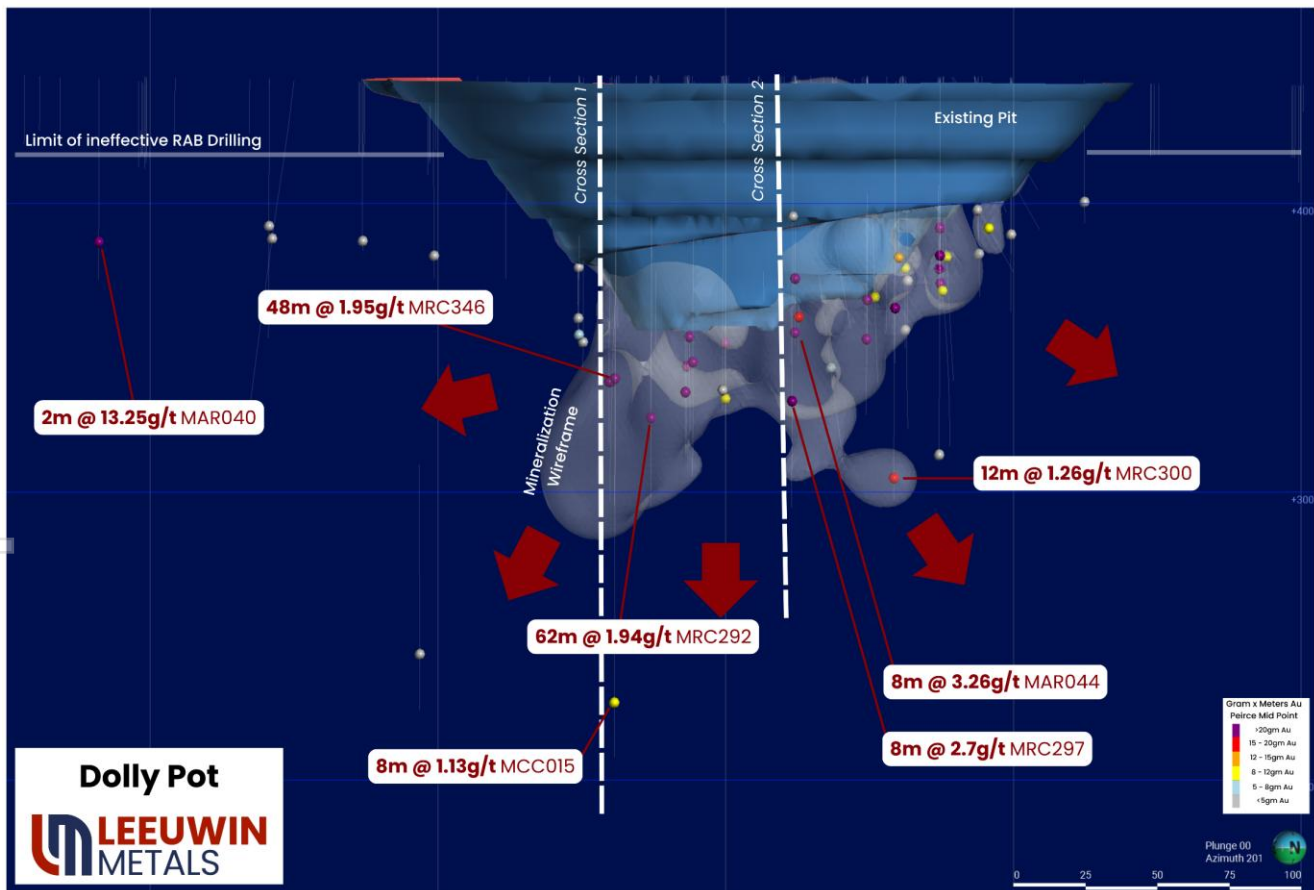 Limit of ineffective RAB Drilling
Cross Section 1
Cross Section 2
Existing Pit
+400
48m @ 1.95g/t MRC346
2m @ 13.25g/t MAR040
Mineralization
Wireframe
12m @ 1.26g/t MRC300
+300
62m @ 1.94g/t MRC292
8m @ 3.26g/t MAR044
8m @ 2.7g/t MRC297
8m @ 1.13g/t MCC015
Gram x Meters Au
Peirce Mid Point
>20gm Au
15 - 20gm Au
12 - 15gm Au
8 - 12gm Au
5 - 8gm Au
<5gm Au
Dolly Pot
LEEUWIN
METALS
Plunge 00
Azimuth 201
N
0 25 50 75 100